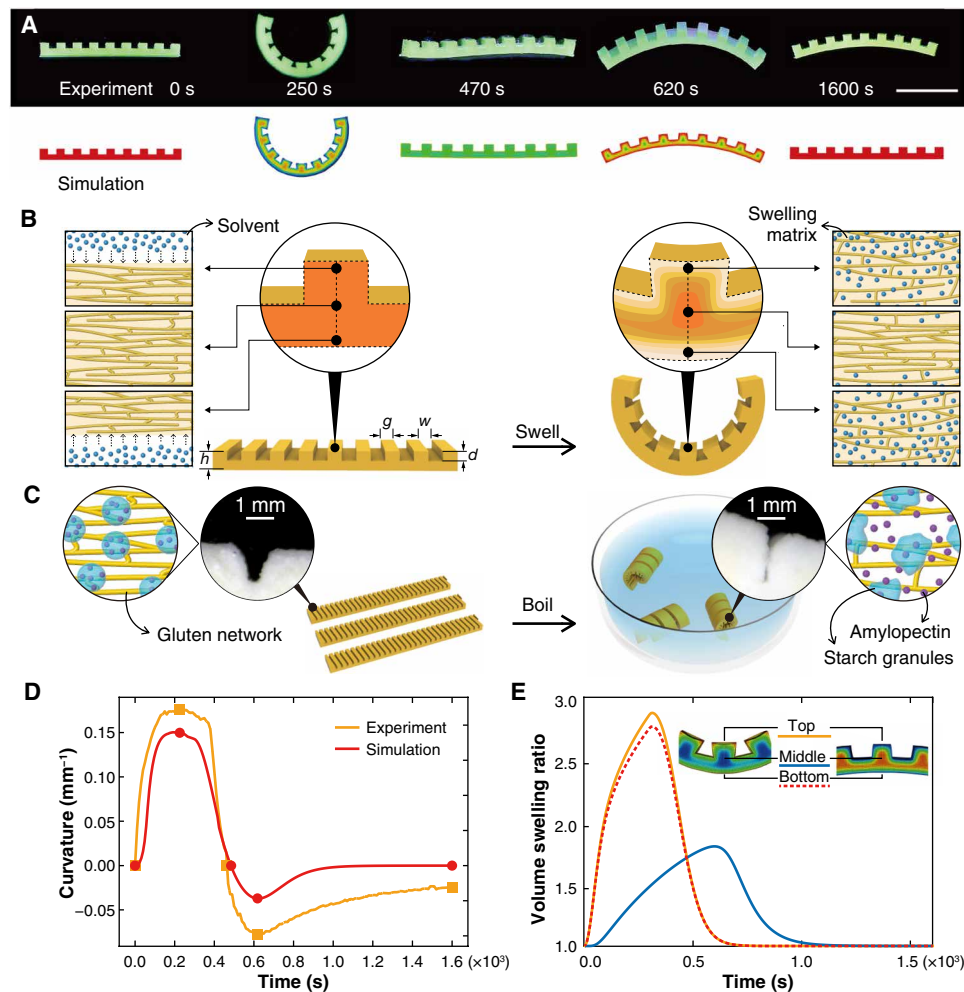 A
Experiment 0 s 250 s 470 s 620 s 1600 s
Simulation
B
Solvent
Swelling
matrix
g w
h d
Swell
C
1 mm 1 mm
Gluten network
Boil
Amylopectin
Starch granules
D
Curvature (mm⁻¹)
0.15
0.10
0.05
0.00
−0.05
Experiment
Simulation
0 0.2 0.4 0.6 0.8 1.0 1.2 1.4 1.6 (×10³)
Time (s)
E
Volume swelling ratio
3.0
2.5
2.0
1.5
1.0
Top
Middle
Bottom
0.0 0.5 1.0 1.5 (×10³)
Time (s)